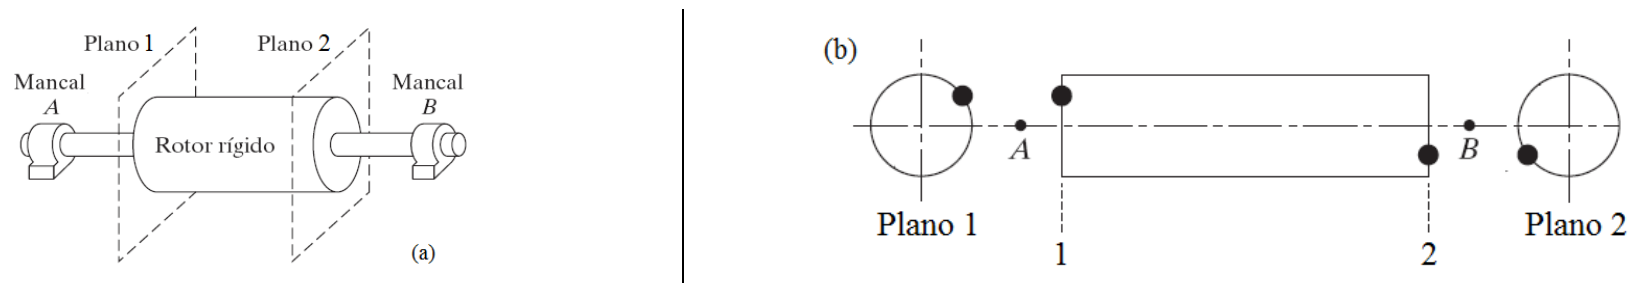 Plano 1
Plano 2
Mancal
A
Mancal
B
Rotor rígido
(a)
(b)
A
B
Plano 1
Plano 2
1
2